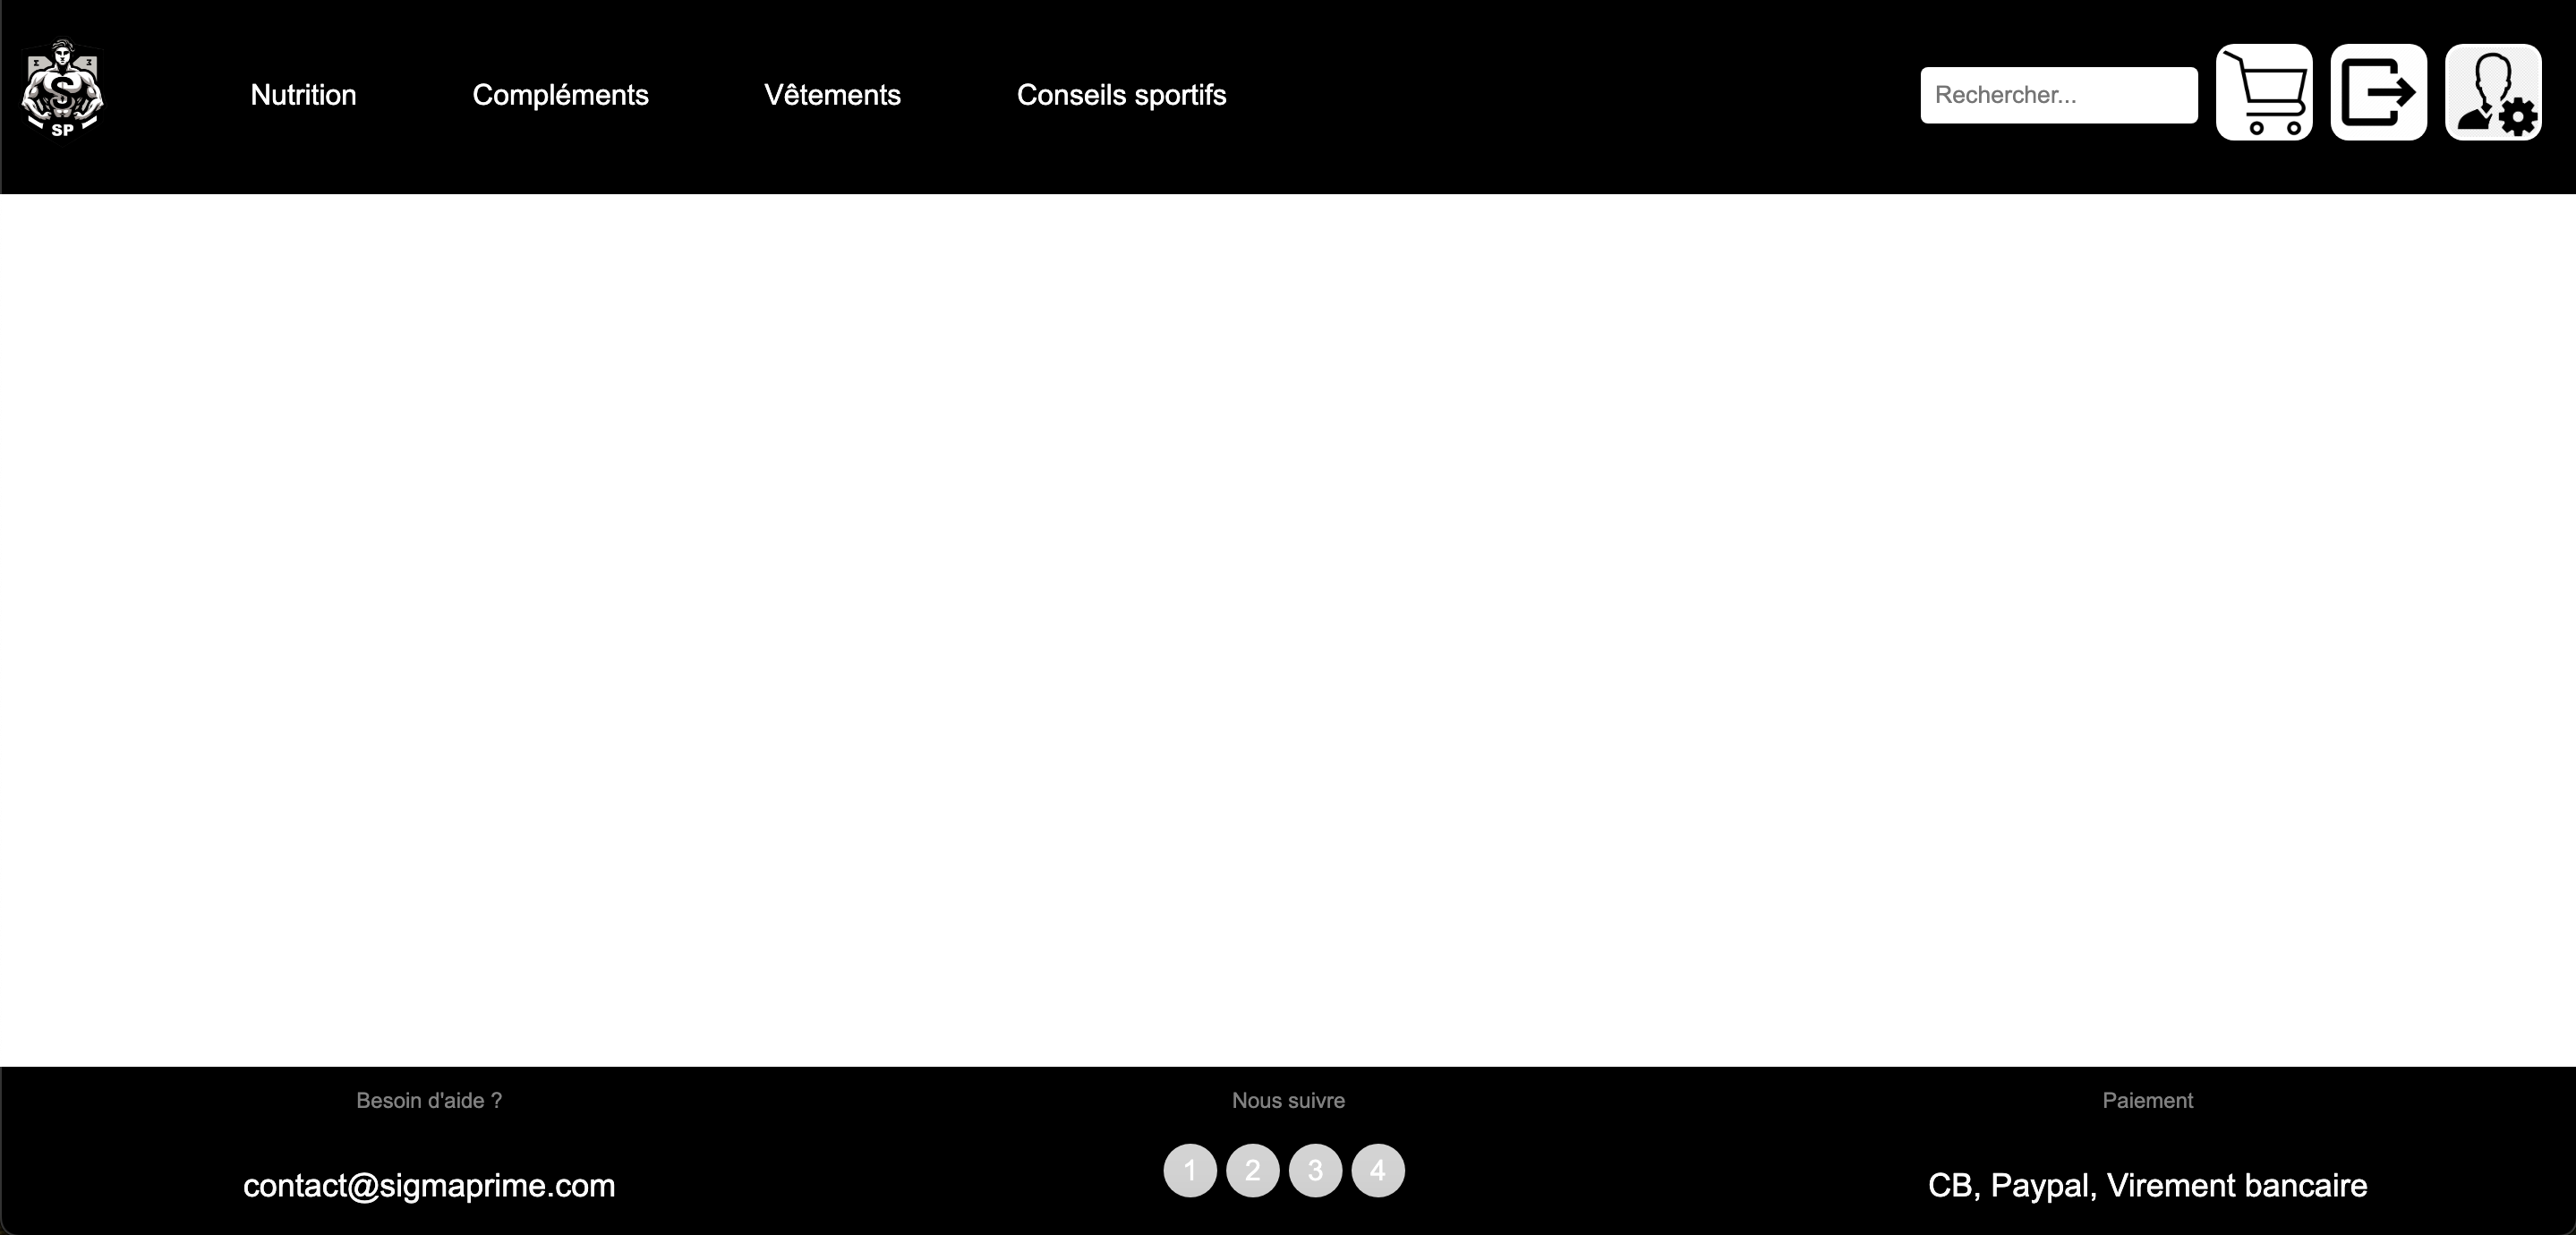 S
SP
Nutrition
Compléments
Vêtements
Conseils sportifs
Rechercher...
Besoin d'aide ?
Nous suivre
Paiement
contact@sigmaprime.com
1 2 3 4
CB, Paypal, Virement bancaire